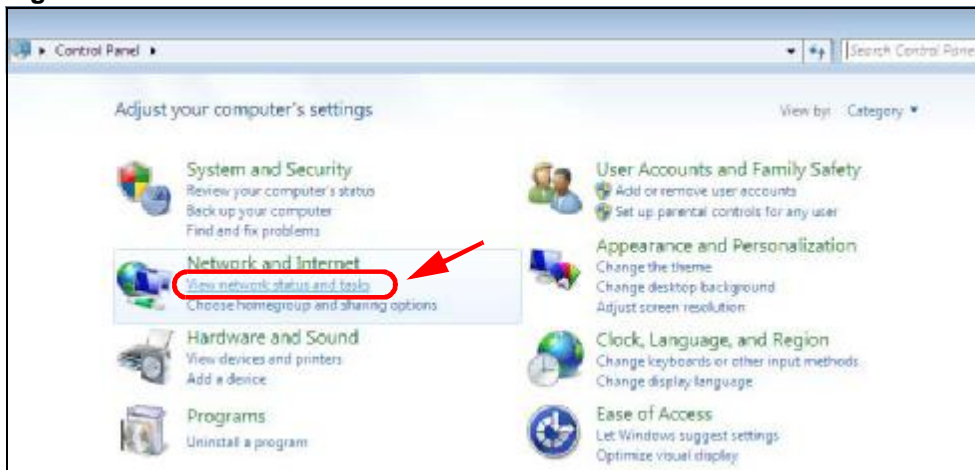 Control Panel
Search Control Pane
Adjust your computer's settings
View by: Category
System and Security
Review your computer's status
Back up your computer
Find and fix problems
Network and Internet
View network status and tasks
Choose homegroup and sharing options
Hardware and Sound
View devices and printers
Add a device
Programs
Uninstall a program
User Accounts and Family Safety
Add or remove user accounts
Set up parental controls for any user
Appearance and Personalization
Change the theme
Change desktop background
Adjust screen resolution
Clock, Language, and Region
Change keyboards or other input methods
Change display language
Ease of Access
Let Windows suggest settings
Optimize visual display